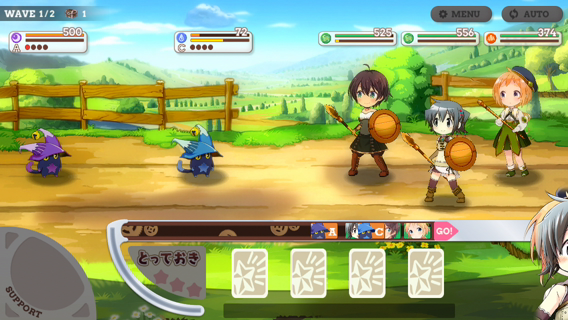 WAVE 1/2 1
MENU
AUTO
500
A
72
C
525
556
374
A
C
GO!
とっておき
SUPPORT